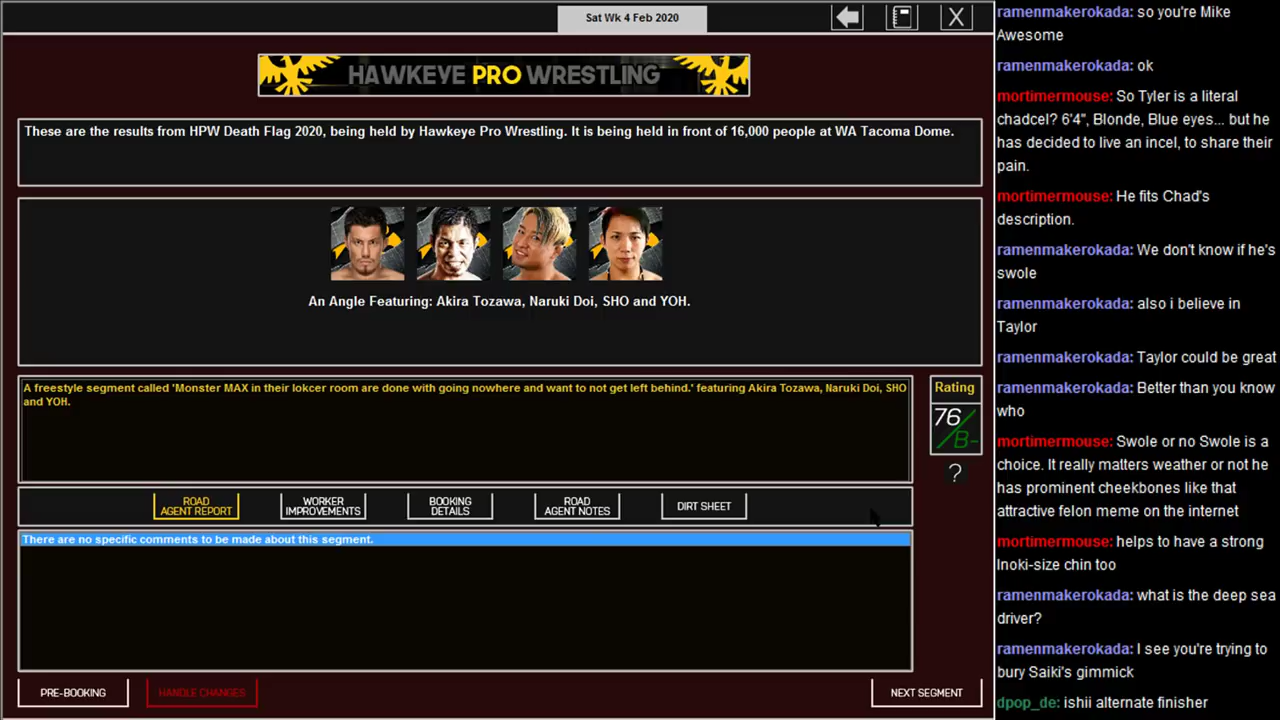 Sat Wk 4 Feb 2020
HAWKEYE PRO WRESTLING
These are the results from HPW Death Flag 2020, being held by Hawkeye Pro Wrestling. It is being held in front of 16,000 people at WA Tacoma Dome.
An Angle Featuring: Akira Tozawa, Naruki Doi, SHO and YOH.
A freestyle segment called 'Monster MAX in their lokcer room are done with going nowhere and want to not get left behind.' featuring Akira Tozawa, Naruki Doi, SHO
and YOH.
Rating
76
B-
?
ROAD
AGENT REPORT
WORKER
IMPROVEMENTS
BOOKING
DETAILS
ROAD
AGENT NOTES
DIRT SHEET
There are no specific comments to be made about this segment.
PRE-BOOKING
HANDLE CHANGES
NEXT SEGMENT
ramenmakerokada: so you're Mike
Awesome
ramenmakerokada: ok
mortimermouse: So Tyler is a literal
chadcel? 6'4", Blonde, Blue eyes... but he
has decided to live an incel, to share their
pain.
mortimermouse: He fits Chad's
description.
ramenmakerokada: We don't know if he's
swole
ramenmakerokada: also i believe in
Taylor
ramenmakerokada: Taylor could be great
ramenmakerokada: Better than you know
who
mortimermouse: Swole or no Swole is a
choice. It really matters weather or not he
has prominent cheekbones like that
attractive felon meme on the internet
mortimermouse: helps to have a strong
Inoki-size chin too
ramenmakerokada: what is the deep sea
driver?
ramenmakerokada: I see you're trying to
bury Saiki's gimmick
dpop_de: ishii alternate finisher